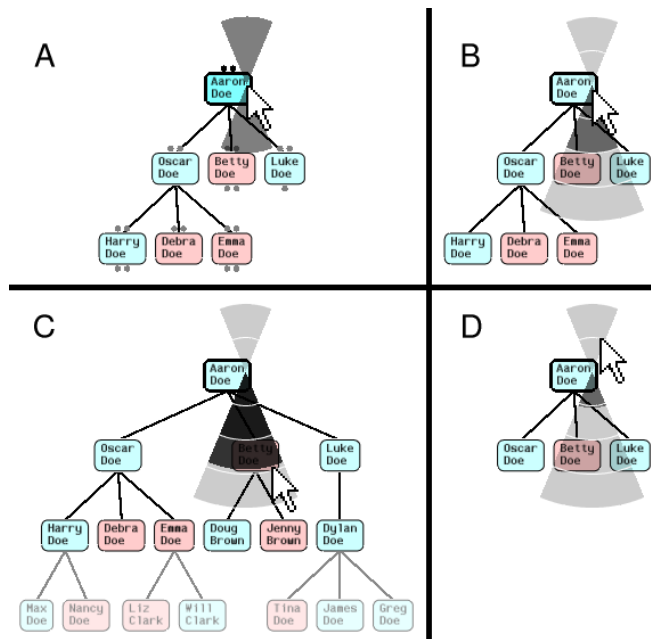 A
Aaron
Doe
Oscar
Doe
Betty
Doe
Luke
Doe
Harry
Doe
Debra
Doe
Emma
Doe
B
Aaron
Doe
Oscar
Doe
Betty
Doe
Luke
Doe
Harry
Doe
Debra
Doe
Emma
Doe
C
Aaron
Doe
Oscar
Doe
Betty
Doe
Luke
Doe
Harry
Doe
Debra
Doe
Emma
Doe
Doug
Brown
Jenny
Brown
Dylan
Doe
Max
Doe
Nancy
Doe
Liz
Clark
Will
Clark
Tina
Doe
James
Doe
Greg
Doe
D
Aaron
Doe
Oscar
Doe
Betty
Doe
Luke
Doe